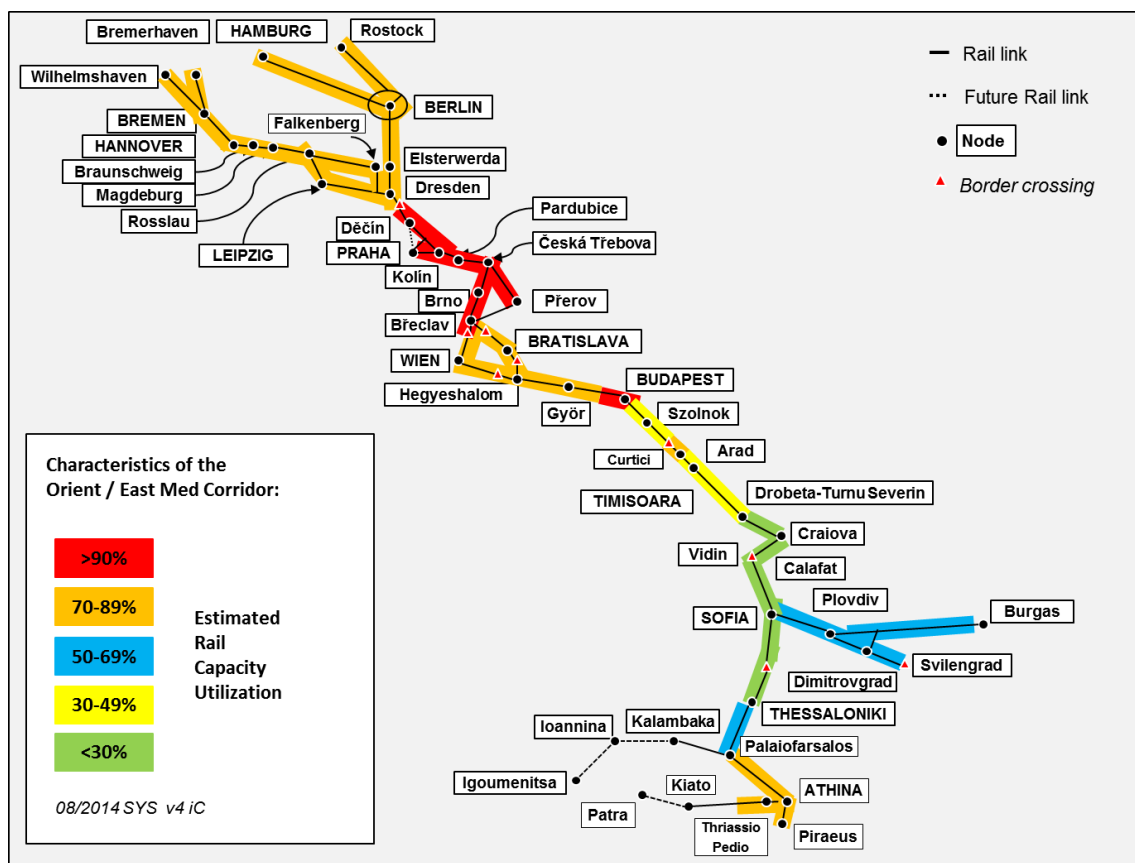 Bremerhaven
HAMBURG
Rostock
Wilhelmshaven
BREMEN
HANNOVER
Braunschweig
Magdeburg
Rosslau
LEIPZIG
Falkenberg
BERLIN
Elsterwerda
Dresden
Děčín
PRAHA
Kolín
Pardubice
Česká Třebova
Brno
Přerov
Břeclav
BRATISLAVA
WIEN
Hegyeshalom
Györ
BUDAPEST
Szolnok
Curtici
Arad
TIMISOARA
Drobeta-Turnu Severin
Craiova
Vidin
Calafat
SOFIA
Plovdiv
Burgas
Svilengrad
Dimitrovgrad
THESSALONIKI
Ioannina
Kalambaka
Palaiofarsalos
Igoumenitsa
Kiato
ATHINA
Patra
Thriassio
Pedio
Piraeus
Rail link
Future Rail link
Node
Border crossing
Characteristics of the
Orient / East Med Corridor:
>90%
70-89%
50-69%
30-49%
<30%
Estimated
Rail
Capacity
Utilization
08/2014 SYS v4 iC